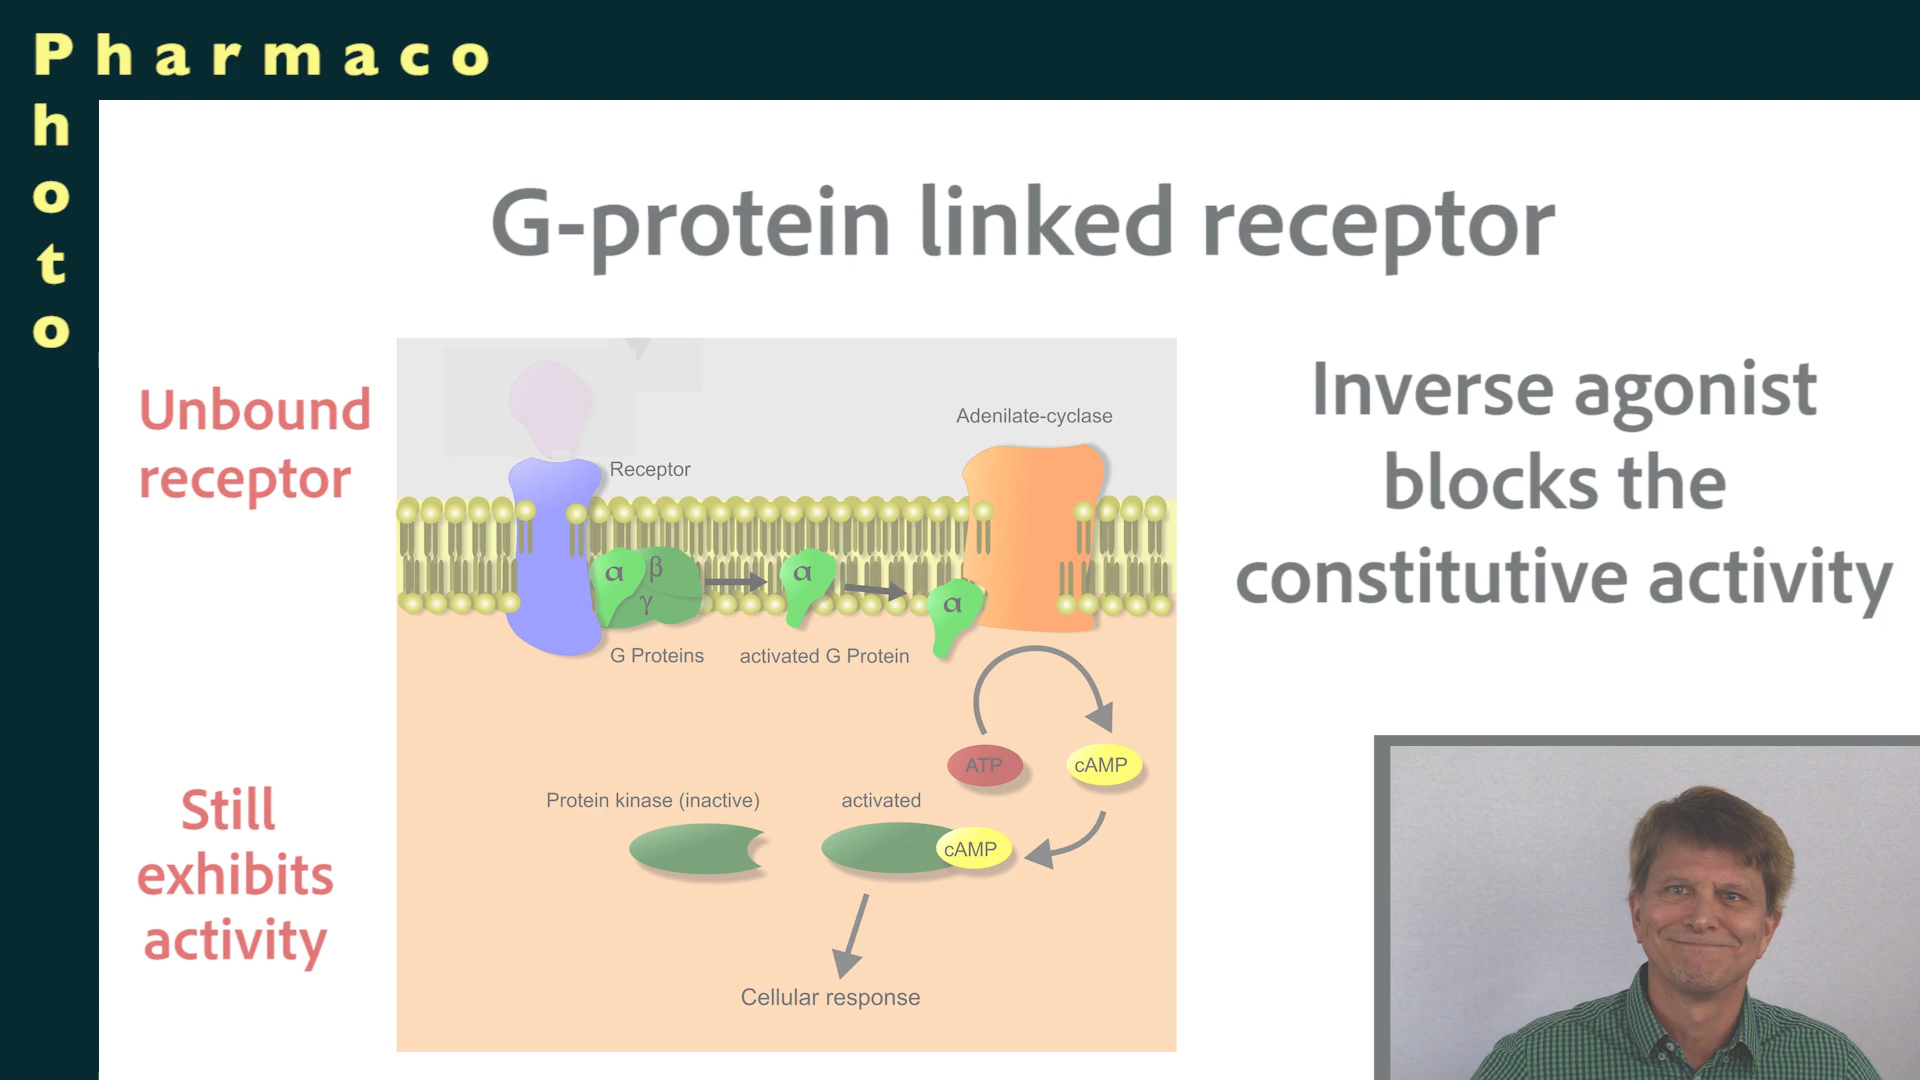 Pharmaco
hoto
G-protein linked receptor
Unbound
receptor
Adenilate-cyclase
Receptor
α β
γ
α
α
G Proteins
activated G Protein
ATP
cAMP
Protein kinase (inactive)
activated
cAMP
Cellular response
Inverse agonist
blocks the
constitutive activity
Still
exhibits
activity